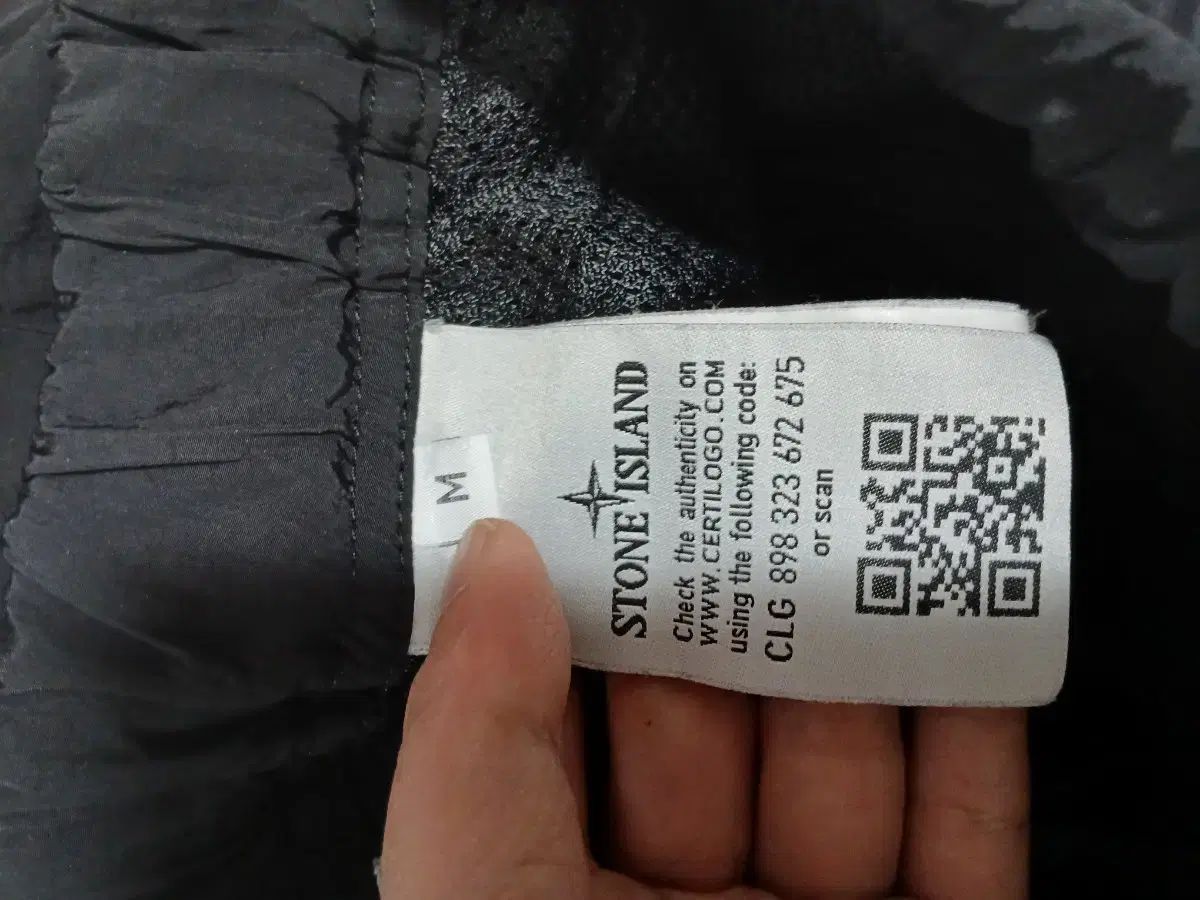 M
STONE ISLAND
Check the authenticity on
WWW.CERTILOGO.COM
using the following code:
CLG 898 323 672 675
or scan